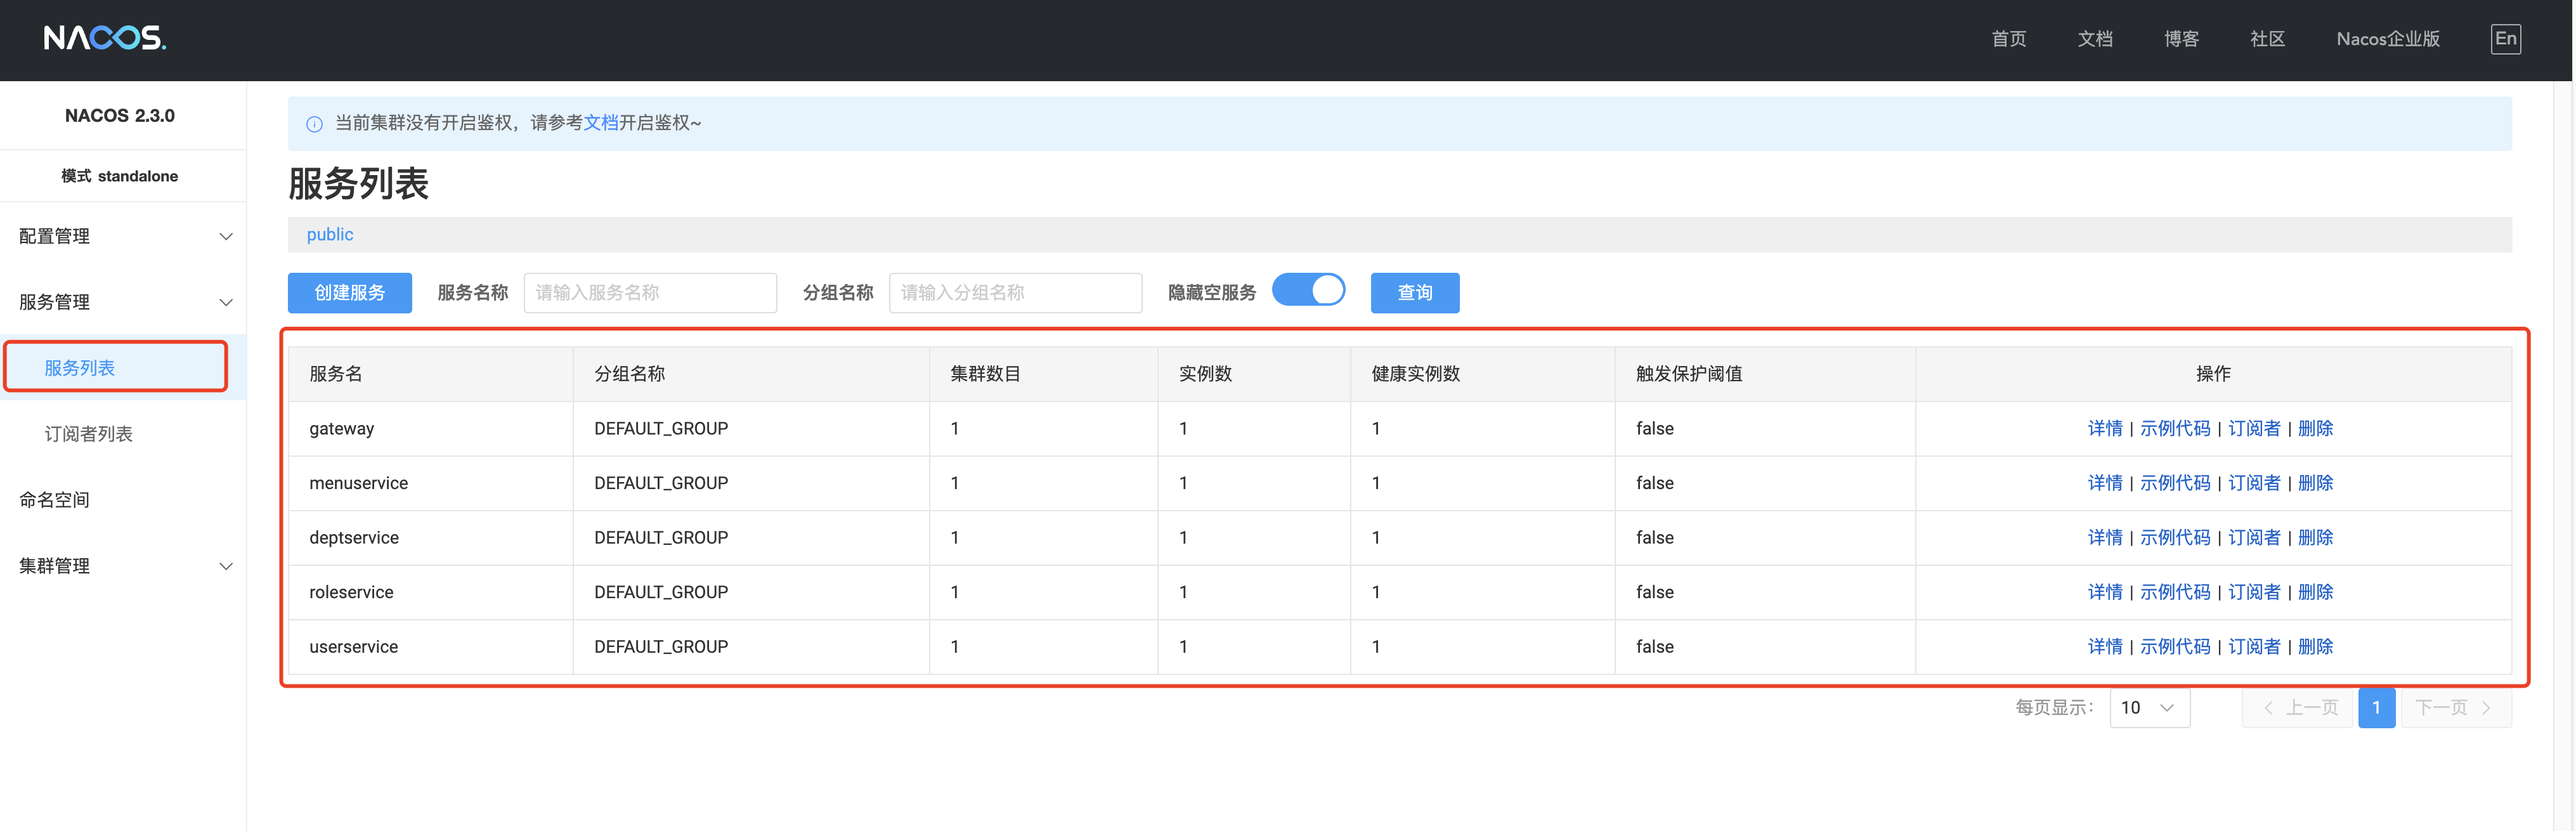 NACOS.
首页 文档 博客 社区 Nacos企业版 En
NACOS 2.3.0
模式 standalone
配置管理
服务管理
服务列表
订阅者列表
命名空间
集群管理
当前集群没有开启鉴权，请参考文档开启鉴权~
服务列表
public
创建服务 服务名称 请输入服务名称 分组名称 请输入分组名称 隐藏空服务 查询
服务名 分组名称 集群数目 实例数 健康实例数 触发保护阈值 操作
gateway DEFAULT_GROUP 1 1 1 false 详情 | 示例代码 | 订阅者 | 删除
menuservice DEFAULT_GROUP 1 1 1 false 详情 | 示例代码 | 订阅者 | 删除
deptservice DEFAULT_GROUP 1 1 1 false 详情 | 示例代码 | 订阅者 | 删除
roleservice DEFAULT_GROUP 1 1 1 false 详情 | 示例代码 | 订阅者 | 删除
userservice DEFAULT_GROUP 1 1 1 false 详情 | 示例代码 | 订阅者 | 删除
每页显示： 10 上一页 1 下一页